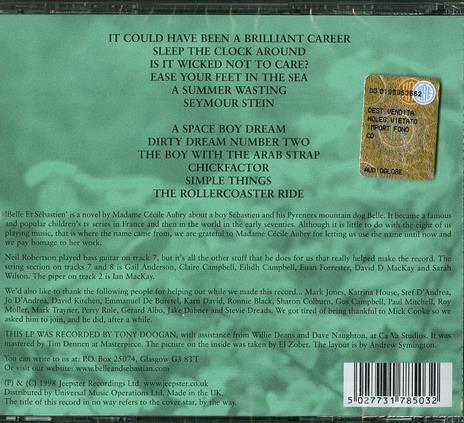 IT COULD HAVE BEEN A BRILLIANT CAREER
SLEEP THE CLOCK AROUND
IS IT WICKED NOT TO CARE?
EASE YOUR FEET IN THE SEA
A SUMMER WASTING
SEYMOUR STEIN
A SPACE BOY DREAM
DIRTY DREAM NUMBER TWO
THE BOY WITH THE ARAB STRAP
CHICKFACTOR
SIMPLE THINGS
THE ROLLERCOASTER RIDE
DEST.VENDITA
NOLEG.VIETATO
IMPORT FONO
CD
AUDIOGLOBE
'Belle Et Sébastien' is a novel by Madame Cécile Aubry about a boy Sébastien and his Pyrenees mountain dog Belle. It became a famous
and popular children's tv series in France and then in the world in the early seventies. Although it is little to do with the eight of us
playing music, that is where the name came from, we are grateful to Madame Aubry for letting us use the name until now and
we pay homage to her work.
Neil Robertson played bass guitar on track 7, but it's all the other stuff that he does for us that really helped make the record. The
string section on tracks 7 and 8 is Gail Anderson, Claire Campbell, Eilidh Campbell, Euan Forrester, David D MacKay and Sarah
Wilson. The piper on track 2 is Ian MacKay.
We'd also like to thank the following people for helping out while we made this record... Mark Jones, Katrina House, Stef D'Andrea,
Jo D'Andrea, David Kitchen, Emmanuel De Buretel, Karn David, Ronnie Black, Sharon Colburn, Gus Campbell, Paul Mitchell, Roy
Moller, Mark Trayner, Parry Rule, Gerard Albo, Jake Dabner and Stevie Dreads. We got tired of being thankful to Mick Cooke so we
asked him to join, and he did, after a while.
THIS LP WAS RECORDED BY TONY DOOGAN, with assistance from Willie Deans and Dave Naughton, at Ca Va Studios. It was
mastered by Tim Dennen at Masterpiece. The picture on the inside was taken by El Zober. The layout is by Andrew Symington.
You can write to us at: P.O. Box 25074, Glasgow G3 8TT
Or visit our website: www.belleandsebastian.com
(P) & (C) 1998 Jeepster Recordings Ltd. www.jeepster.co.uk
Distributed by Universal Music Operations Ltd. Made in the UK,
The title of this record in no way refers to the cover star, by the way.
5 027731 785032